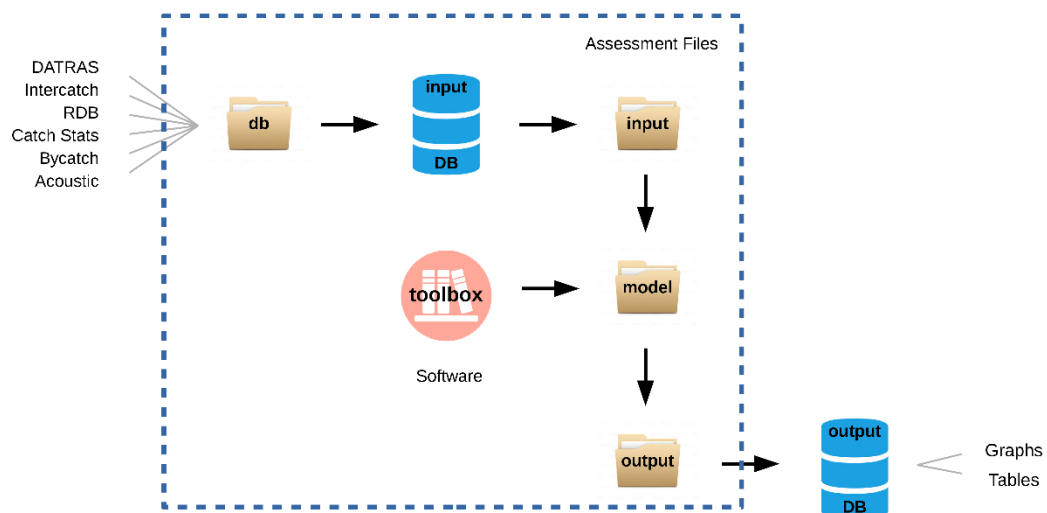 Assessment Files
DATRAS
Intercatch
RDB
Catch Stats
Bycatch
Acoustic
db
input
DB
input
toolbox
Software
model
output
output
DB
Graphs
Tables